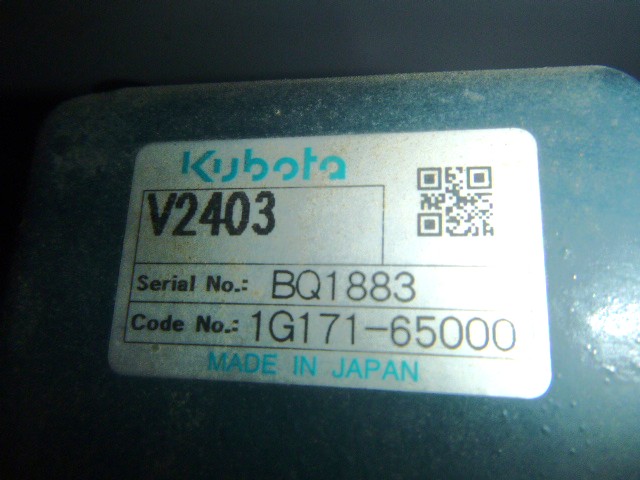 Kubota
V2403
Serial No.: BQ1883
Code No.: 1G171-65000
MADE IN JAPAN